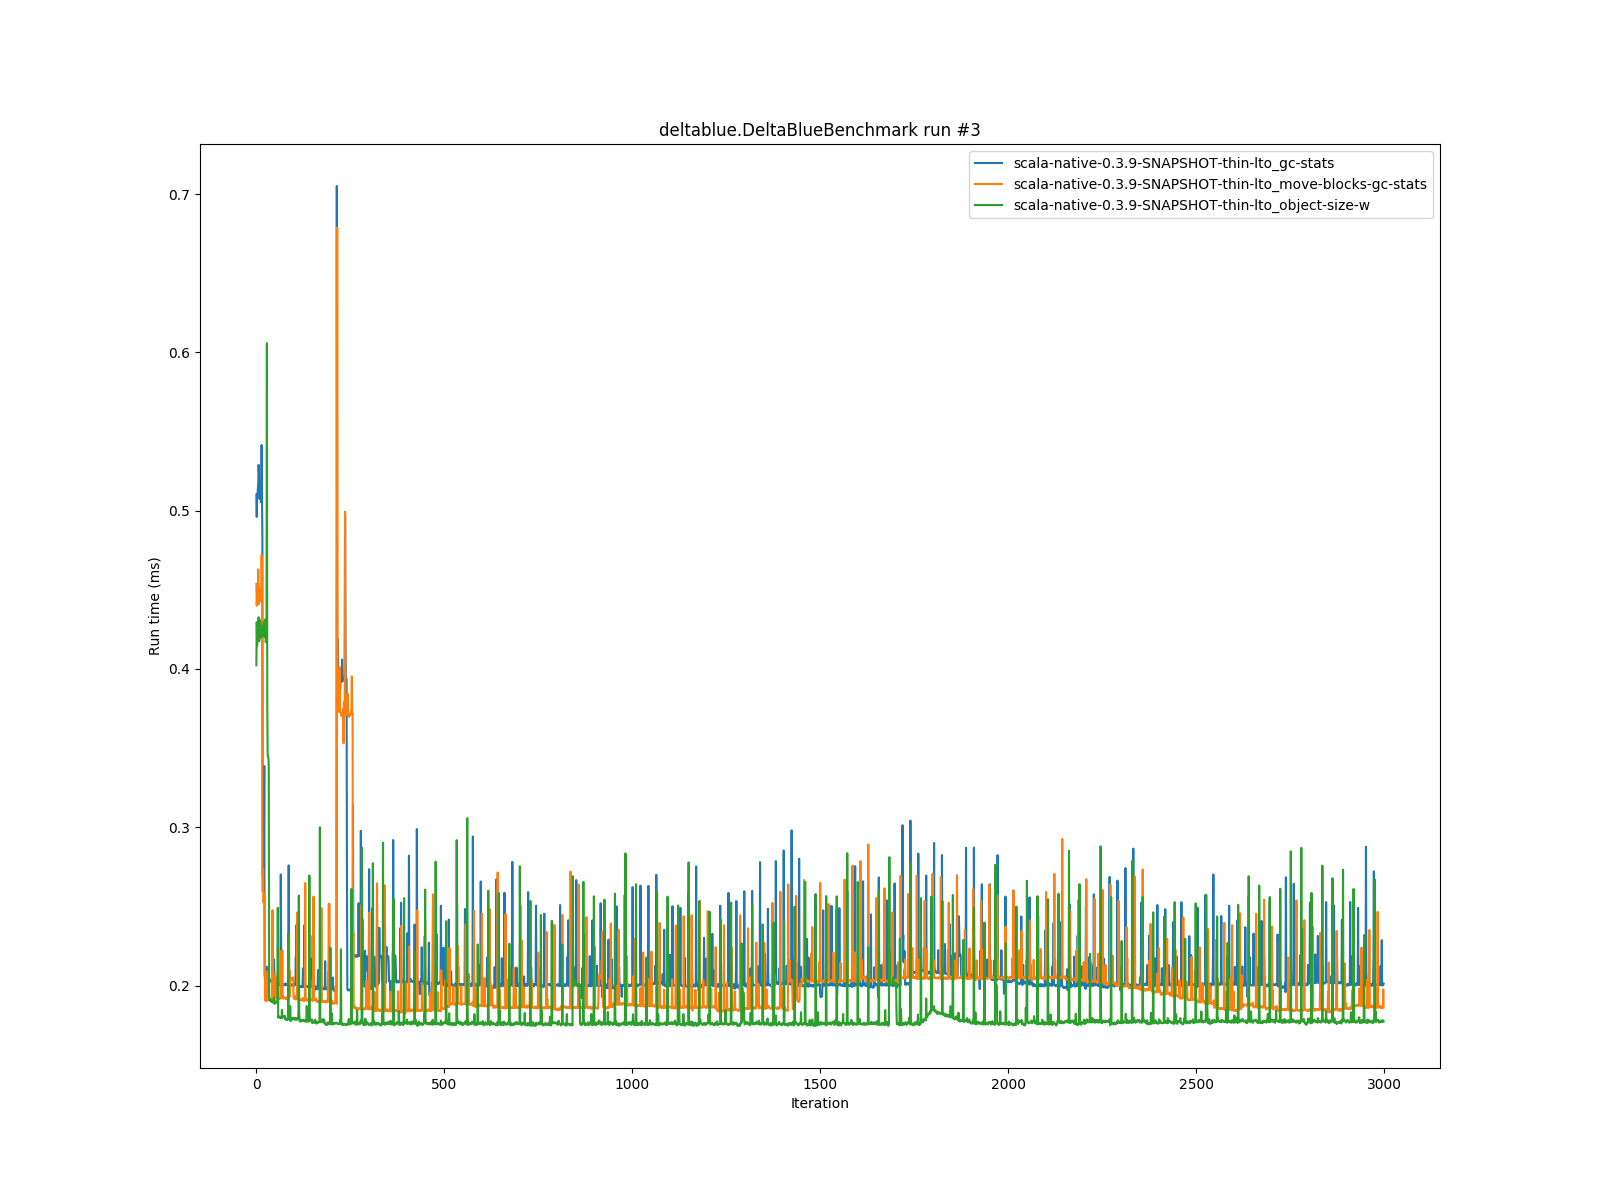 deltablue.DeltaBlueBenchmark run #3
scala-native-0.3.9-SNAPSHOT-thin-lto_gc-stats
scala-native-0.3.9-SNAPSHOT-thin-lto_move-blocks-gc-stats
scala-native-0.3.9-SNAPSHOT-thin-lto_object-size-w
Run time (ms)
0.7
0.6
0.5
0.4
0.3
0.2
0
500
1000
1500
2000
2500
3000
Iteration